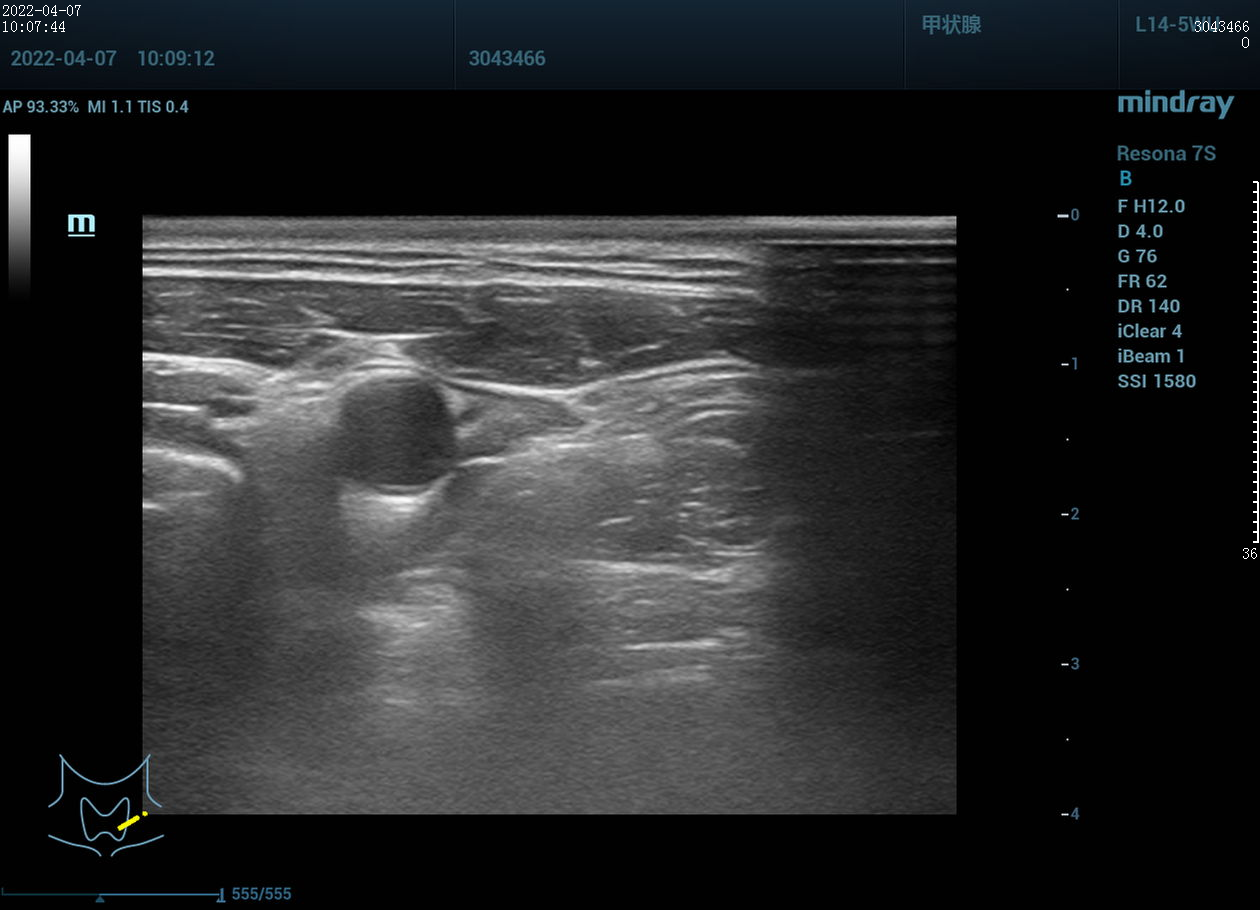 2022-04-07
10:07:44
甲状腺
3043466
0
2022-04-07 10:09:12
3043466
AP 93.33% MI 1.1 TIS 0.4
mindray
Resona 7S
B
F H12.0
D 4.0
G 76
FR 62
DR 140
iClear 4
iBeam 1
SSI 1580
m
0
1
2
3
4
36
1
555/555